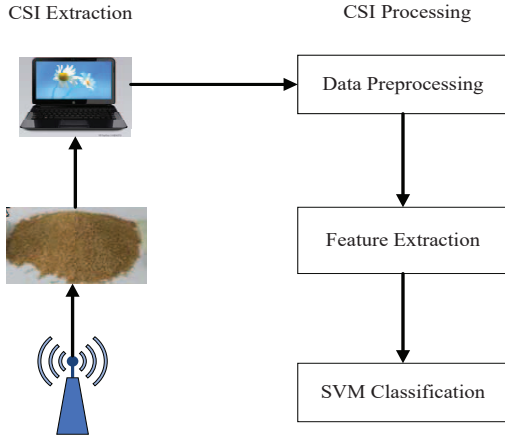 CSI Extraction
CSI Processing
Data Preprocessing
Feature Extraction
SVM Classification